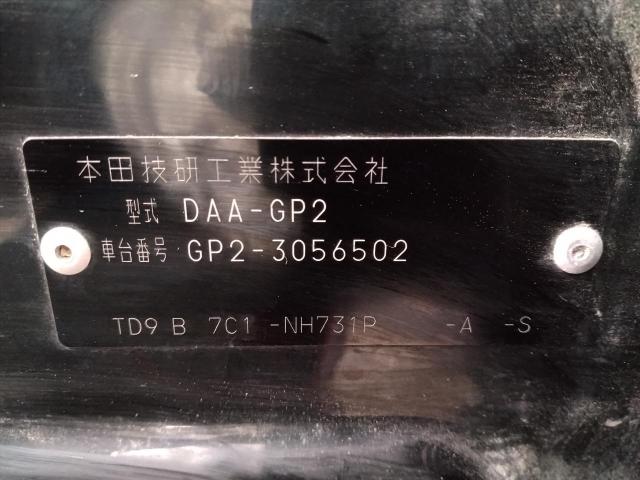 本田技研工業株式会社
型式 DAA-GP2
車台番号 GP2-3056502
TD9 B 7C1 -NH731P -A -S